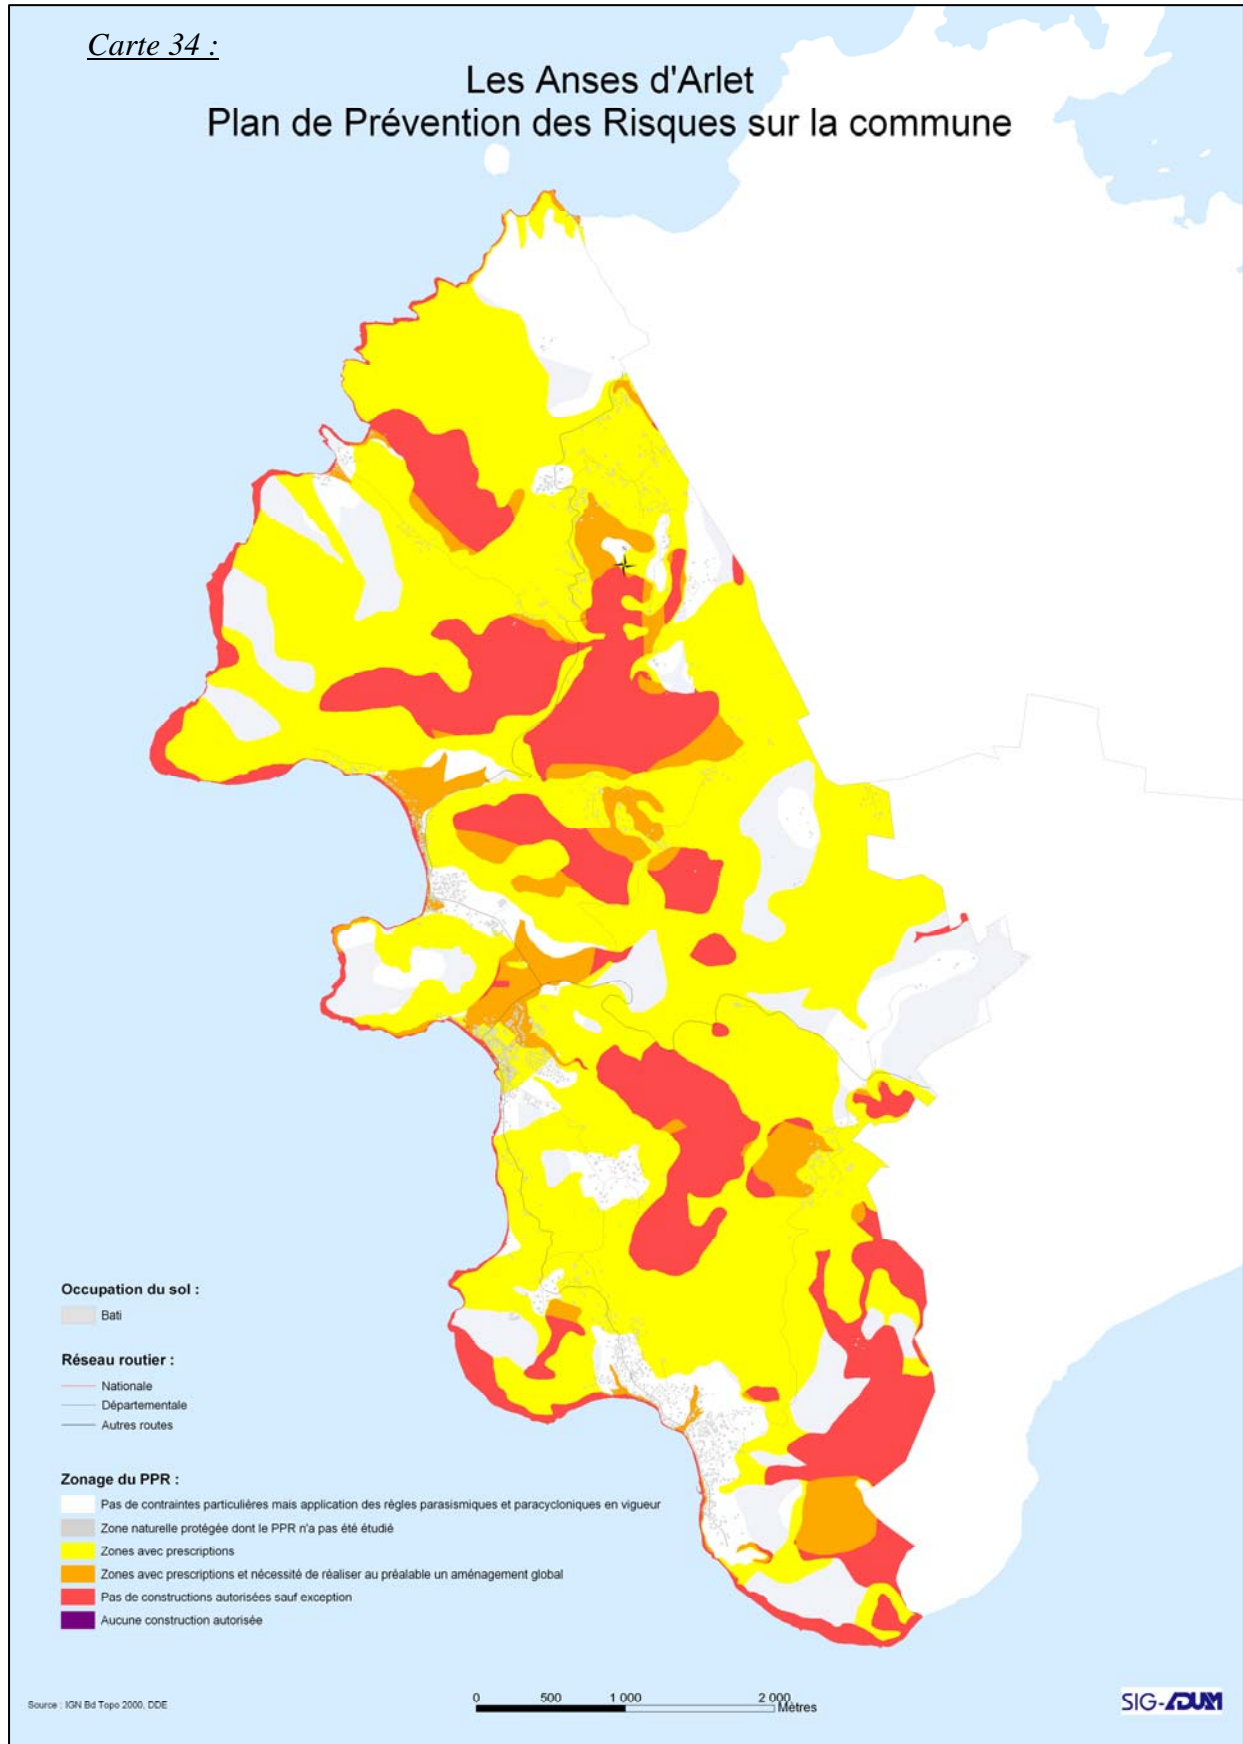 Carte 34 :
Les Anses d'Arlet
Plan de Prévention des Risques sur la commune
Occupation du sol :
Bati
Réseau routier :
Nationale
Départementale
Autres routes
Zonage du PPR :
Pas de contraintes particulières mais application des règles parasismiques et paracycloniques en vigueur
Zone naturelle protégée dont le PPR n'a pas été étudié
Zones avec prescriptions
Zones avec prescriptions et nécessité de réaliser au préalable un aménagement global
Pas de constructions autorisées sauf exception
Aucune construction autorisée
Source : IGN Bd Topo 2000, DDE
0 500 1 000 2 000
Mètres
SIG-ADUAM